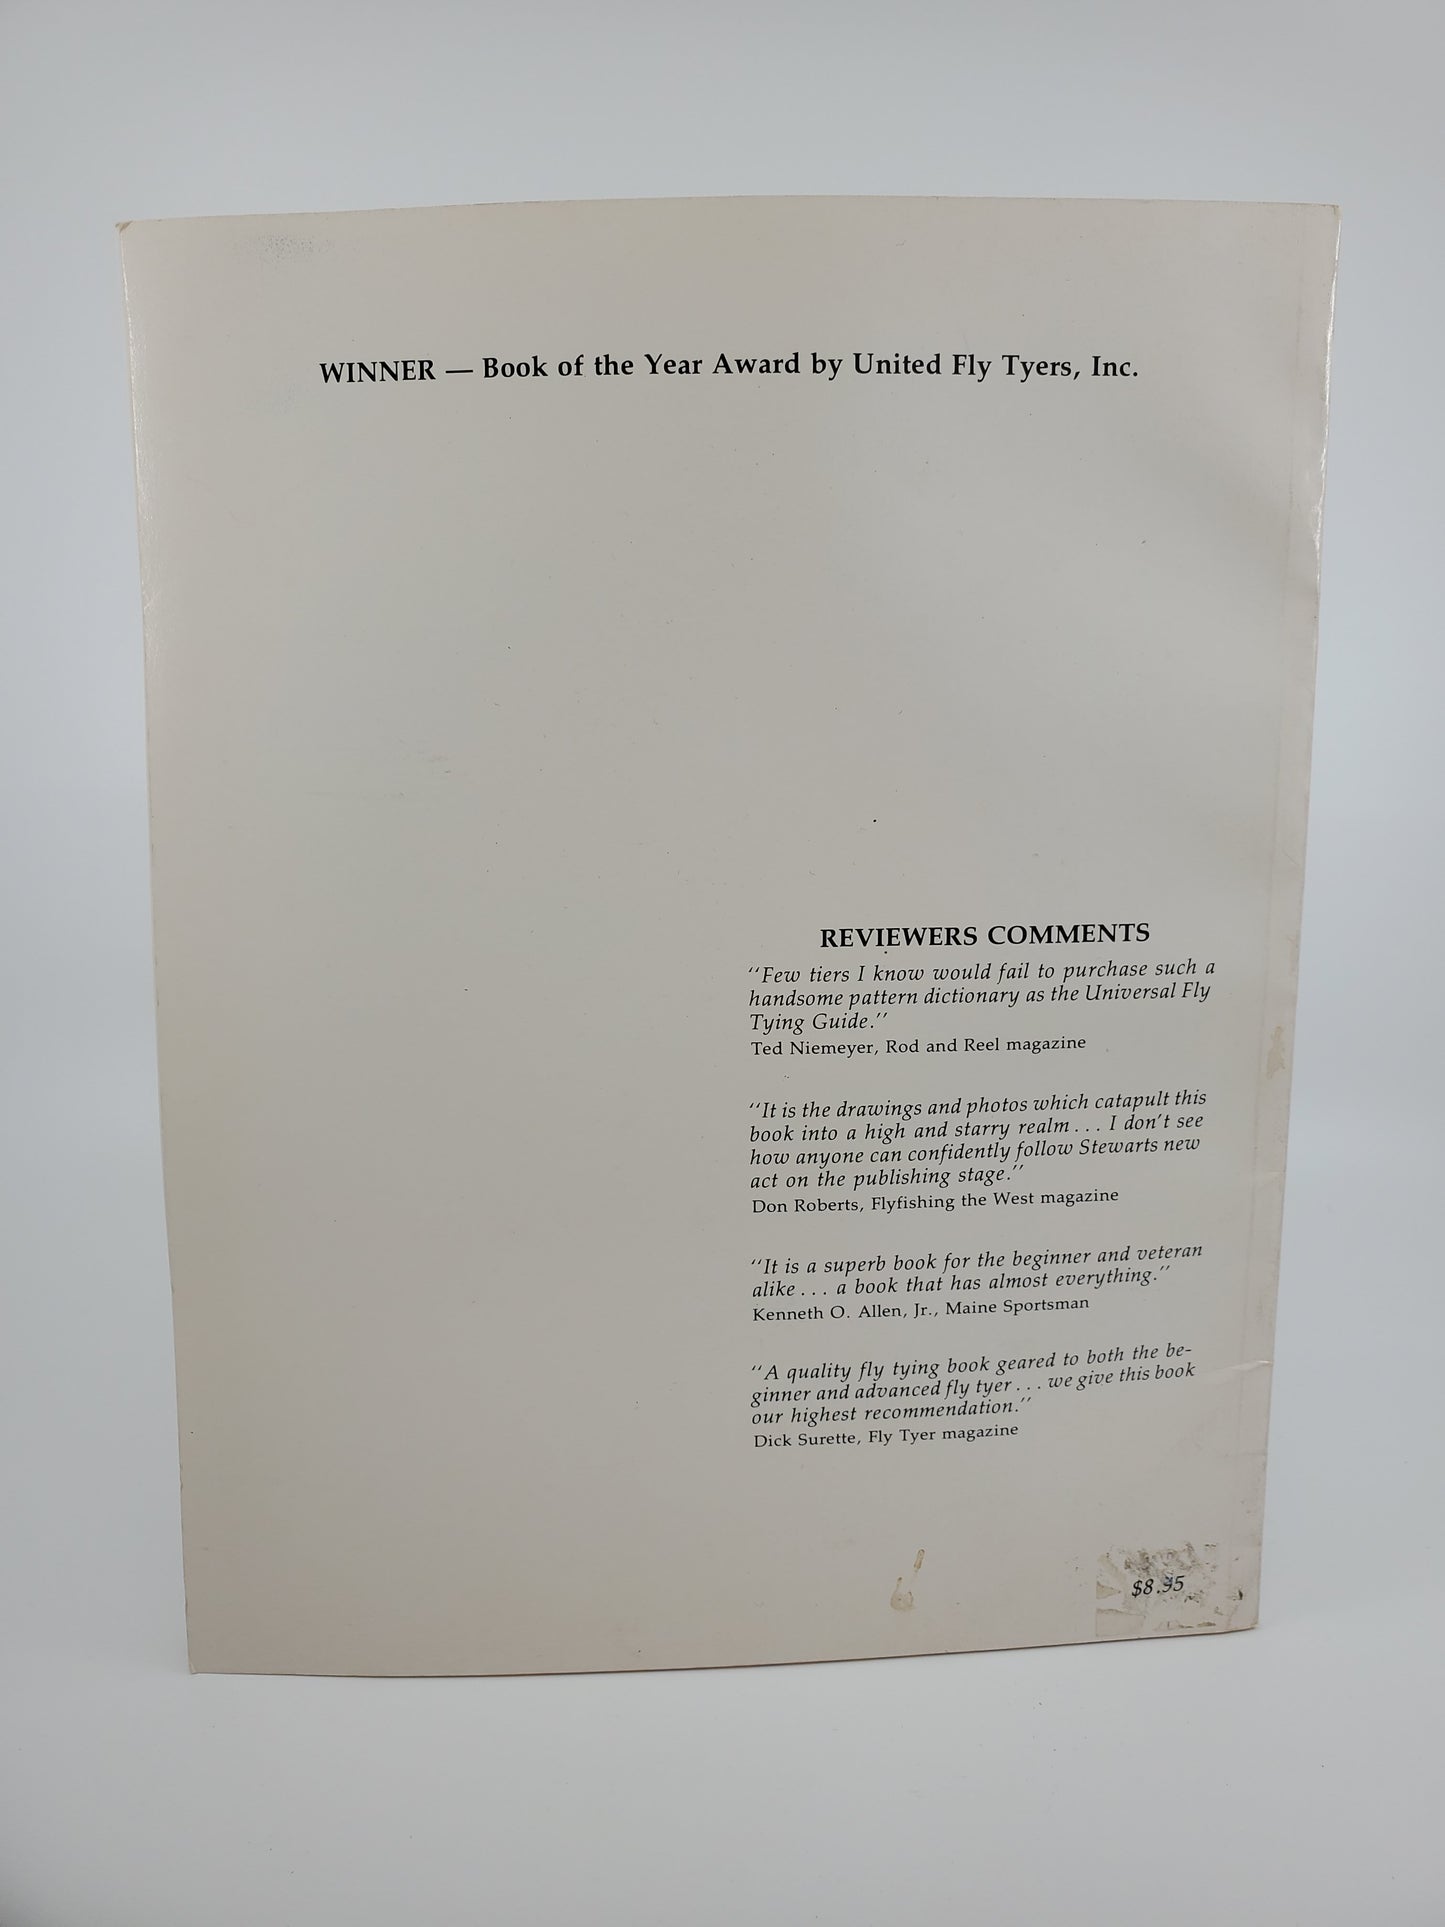 WINNER — Book of the Year Award by United Fly Tyers, Inc.
REVIEWERS COMMENTS
"Few tiers I know would fail to purchase such a
handsome pattern dictionary as the Universal Fly
Tying Guide."
Ted Niemeyer, Rod and Reel magazine
"It is the drawings and photos which catapult this
book into a high and starry realm . . . I don't see
how anyone can confidently follow Stewarts new
act on the publishing stage."
Don Roberts, Flyfishing the West magazine
"It is a superb book for the beginner and veteran
alike . . . a book that has almost everything."
Kenneth O. Allen, Jr., Maine Sportsman
"A quality fly tying book geared to both the be-
ginner and advanced fly tyer . . . we give this book
our highest recommendation."
Dick Surette, Fly Tyer magazine
$8.95